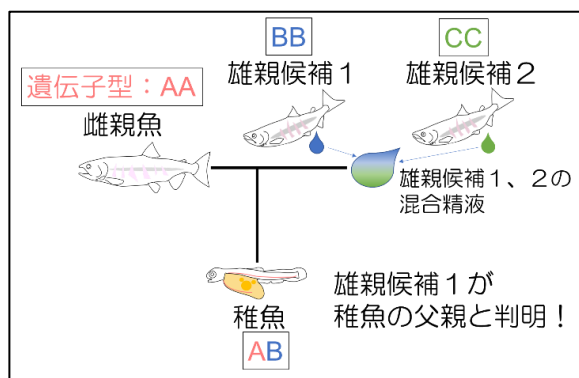 BB
CC
雄親候補１
雄親候補２
遺伝子型：AA
雌親魚
雄親候補１、２の
混合精液
雄親候補１が
稚魚の父親と判明！
稚魚
AB